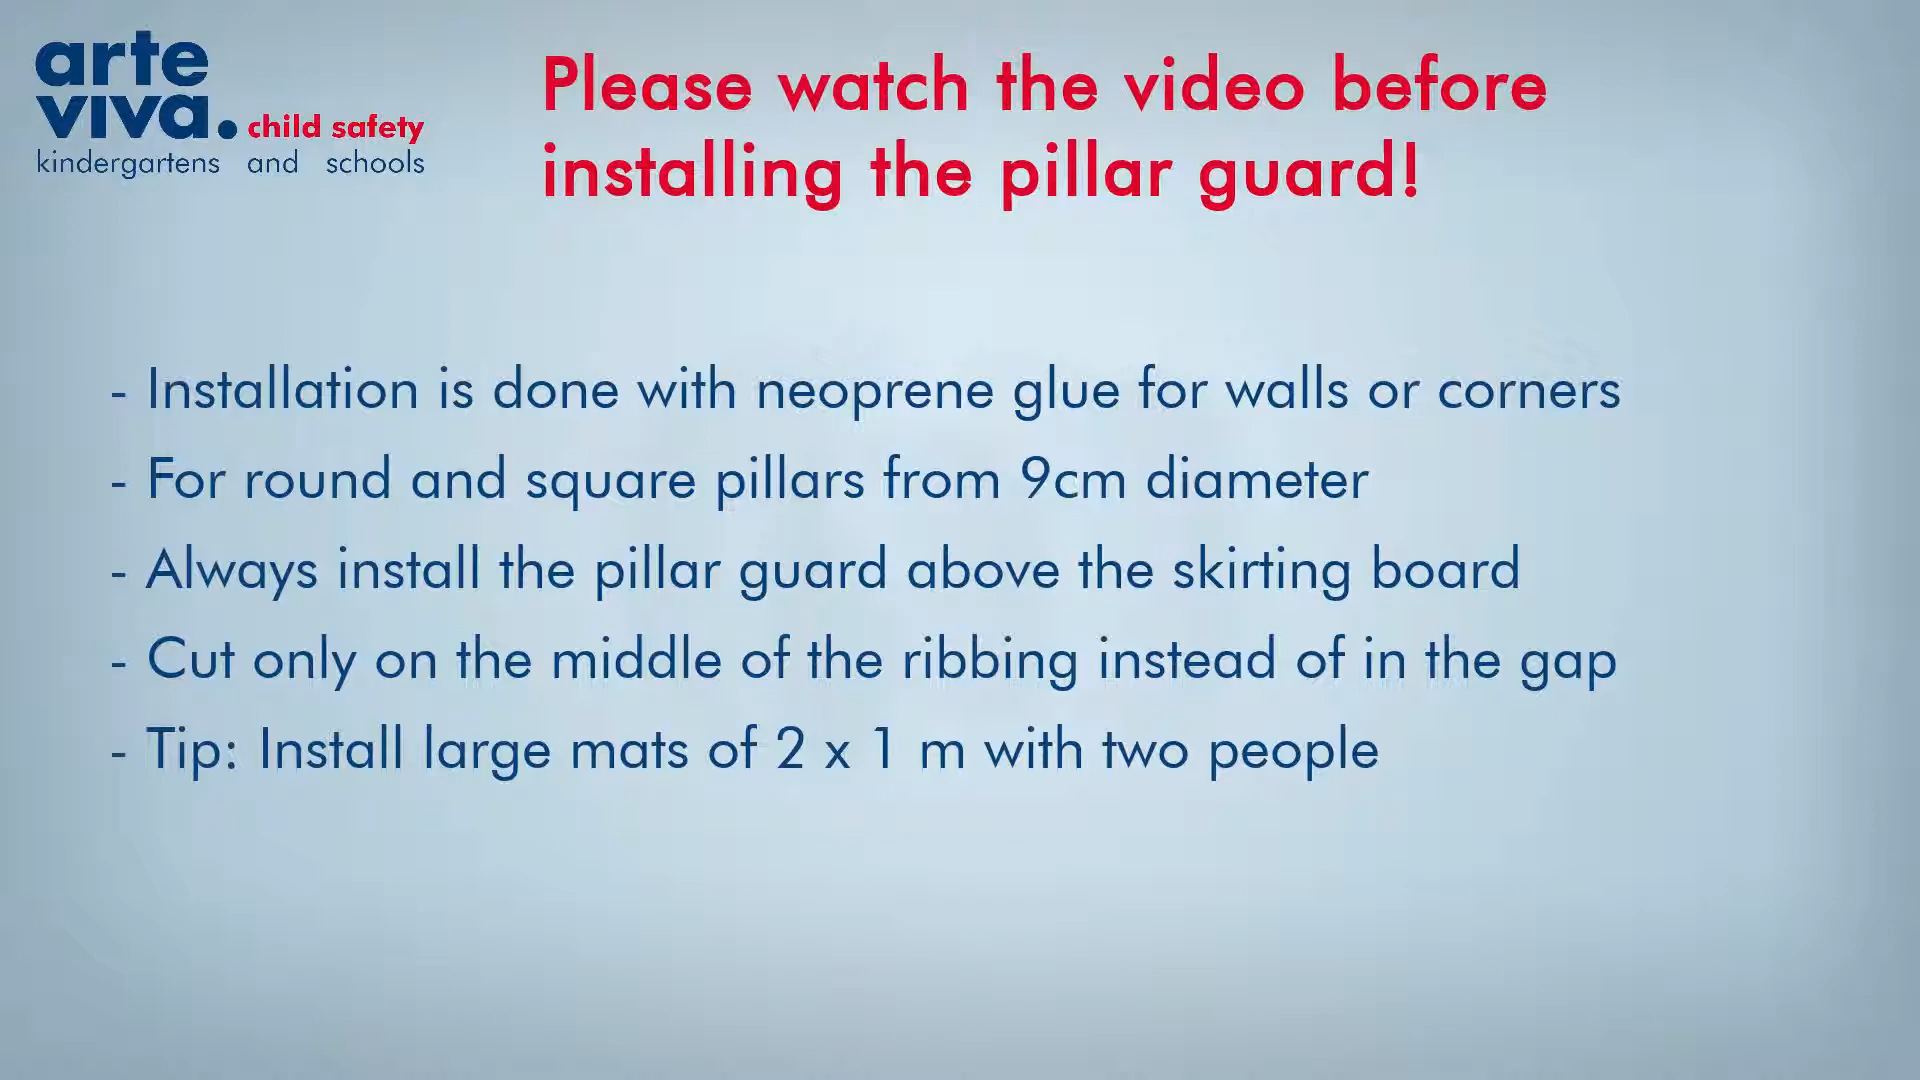 arte
viva. child safety
kindergartens and schools
Please watch the video before
installing the pillar guard!
- Installation is done with neoprene glue for walls or corners
- For round and square pillars from 9cm diameter
- Always install the pillar guard above the skirting board
- Cut only on the middle of the ribbing instead of in the gap
- Tip: Install large mats of 2 x 1 m with two people